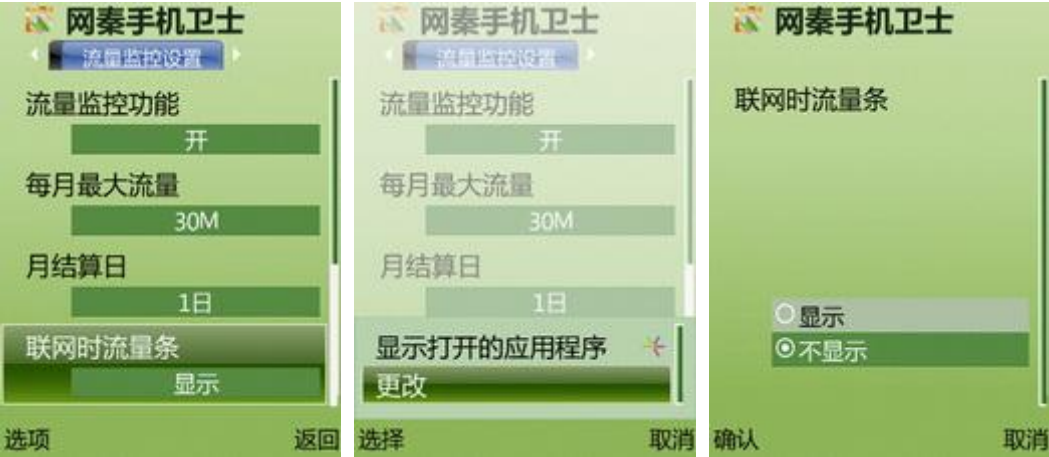 网秦手机卫士
流量监控设置
流量监控功能
开
每月最大流量
30M
月结算日
1日
联网时流量条
显示
选项
返回
网秦手机卫士
流量监控设置
流量监控功能
开
每月最大流量
30M
月结算日
1日
显示打开的应用程序
更改
选择
取消
网秦手机卫士
联网时流量条
显示
不显示
确认
取消